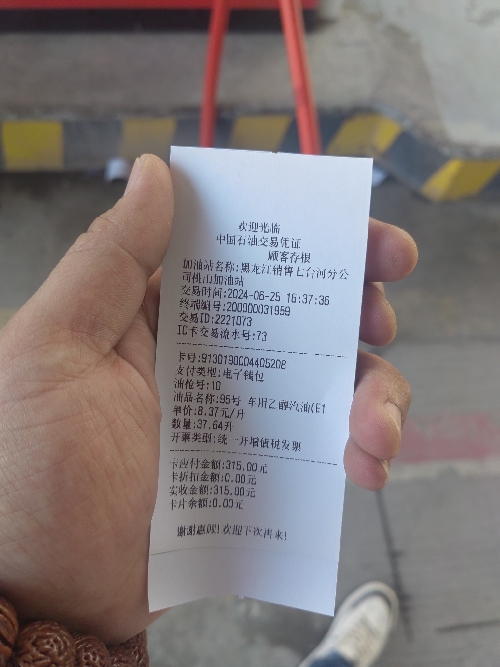 欢迎光临
中国石油交易凭证
顾客存根
加油站名称:黑龙江销售七台河分公
司桃山加油站
交易时间:2024-06-25 16:37:36
终端编号:200900031959
交易ID:2221073
IC卡交易流水号:73
卡号:9130190004405208
支付类型:电子钱包
油枪号:10
油品名称:95号 车用乙醇汽油(E1
单价:8.37元/升
数量:37.64升
开票类型:统一开增值税发票
卡应付金额:315.00元
卡折扣金额:0.00元
实收金额:315.00元
卡片余额:0.00元
谢谢惠顾!欢迎下次再来!